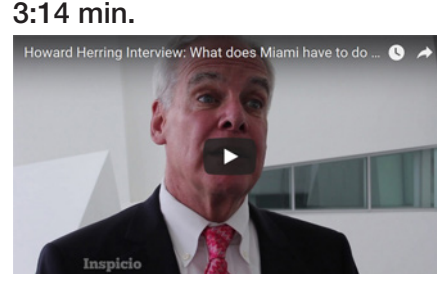 3:14 min.
Howard Herring Interview: What does Miami have to do ...
Inspicio